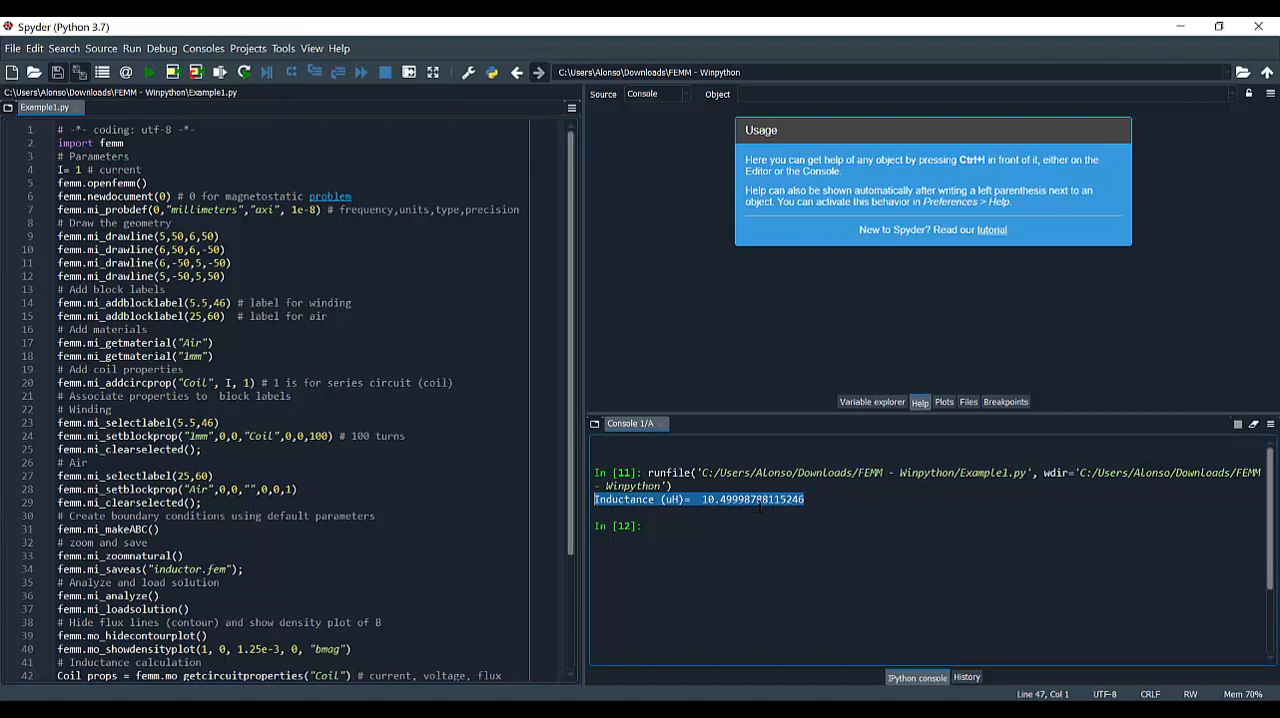 Spyder (Python 3.7)
File Edit Search Source Run Debug Consoles Projects Tools View Help
C:\Users\Alonso\Downloads\FEMM - Winpython
C:\Users\Alonso\Downloads\FEMM - Winpython\Example1.py
Source Console Object
Example1.py
1 # -*- coding: utf-8 -*-
2 import femm
3 # Parameters
4 I= 1 # current
5 femm.openfemm()
6 femm.newdocument(0) # 0 for magnetostatic problem
7 femm.mi_probdef(0,"millimeters","axi", 1e-8) # frequency,units,type,precision
8 # Draw the geometry
9 femm.mi_drawline(5,50,6,50)
10 femm.mi_drawline(6,50,6,-50)
11 femm.mi_drawline(6,-50,5,-50)
12 femm.mi_drawline(5,-50,5,50)
13 # Add block labels
14 femm.mi_addblocklabel(5.5,46) # label for winding
15 femm.mi_addblocklabel(25,60) # label for air
16 # Add materials
17 femm.mi_getmaterial("Air")
18 femm.mi_getmaterial("1mm")
19 # Add coil properties
20 femm.mi_addcircprop("Coil", I, 1) # 1 is for series circuit (coil)
21 # Associate properties to block labels
22 # Winding
23 femm.mi_selectlabel(5.5,46)
24 femm.mi_setblockprop("1mm",0,0,"Coil",0,0,100) # 100 turns
25 femm.mi_clearselected();
26 # Air
27 femm.mi_selectlabel(25,60)
28 femm.mi_setblockprop("Air",0,0,"",0,0,1)
29 femm.mi_clearselected();
30 # Create boundary conditions using default parameters
31 femm.mi_makeABC()
32 # zoom and save
33 femm.mi_zoomnatural()
34 femm.mi_saveas("inductor.fem");
35 # Analyze and load solution
36 femm.mi_analyze()
37 femm.mi_loadsolution()
38 # Hide flux lines (contour) and show density plot of B
39 femm.mo_hidecontourplot()
40 femm.mo_showdensityplot(1, 0, 1.25e-3, 0, "bmag")
41 # Inductance calculation
42 Coil_props = femm.mo_getcircuitproperties("Coil") # current, voltage, flux
Usage
Here you can get help of any object by pressing Ctrl+I in front of it, either on the
Editor or the Console.
Help can also be shown automatically after writing a left parenthesis next to an
object. You can activate this behavior in Preferences > Help.
New to Spyder? Read our tutorial
Variable explorer Help Plots Files Breakpoints
Console 1/A
In [11]: runfile('C:/Users/Alonso/Downloads/FEMM - Winpython/Example1.py', wdir='C:/Users/Alonso/Downloads/FEMM
- Winpython')
Inductance (uH)= 10.49998788115246
In [12]:
IPython console History
Line 47, Col 1 UTF-8 CRLF RW Mem 70%